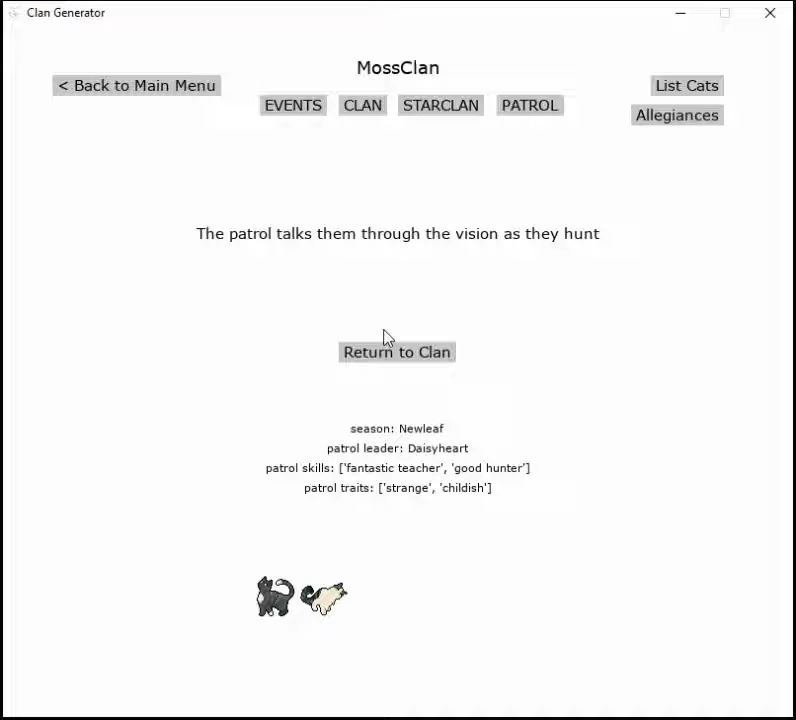 Clan Generator
MossClan
< Back to Main Menu
List Cats
EVENTS
CLAN
STARCLAN
PATROL
Allegiances
The patrol talks them through the vision as they hunt
Return to Clan
season: Newleaf
patrol leader: Daisyheart
patrol skills: ['fantastic teacher', 'good hunter']
patrol traits: ['strange', 'childish']